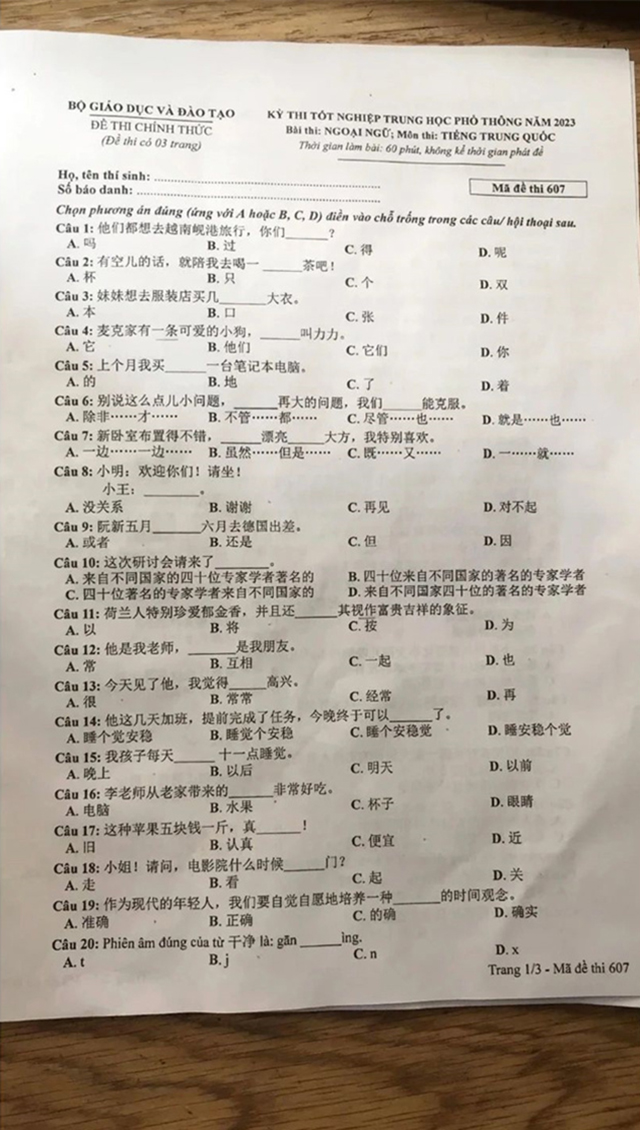 BỘ GIÁO DỤC VÀ ĐÀO TẠO
ĐỀ THI CHÍNH THỨC
(Đề thi có 03 trang)
KỲ THI TỐT NGHIỆP TRUNG HỌC PHỔ THÔNG NĂM 2023
Bài thi: NGOẠI NGỮ; Môn thi: TIẾNG TRUNG QUỐC
Thời gian làm bài: 60 phút, không kể thời gian phát đề
Họ, tên thí sinh: ........................................
Số báo danh: ........................................
Mã đề thi 607
Chọn phương án đúng (ứng với A hoặc B, C, D) điền vào chỗ trống trong các câu/ hội thoại sau.
Câu 1: 他们都想去越南岘港旅行，你们______?
A. 吗 B. 过 C. 得 D. 呢
Câu 2: 有空儿的话，就陪我去喝一______茶吧!
A. 杯 B. 只 C. 个 D. 双
Câu 3: 妹妹想去服装店买几______大衣。
A. 本 B. 口 C. 张 D. 件
Câu 4: 麦克家有一条可爱的小狗，______叫力力。
A. 它 B. 他们 C. 它们 D. 你
Câu 5: 上个月我买______一台笔记本电脑。
A. 的 B. 地 C. 了 D. 着
Câu 6: 别说这么点儿小问题，______再大的问题，我们______能克服。
A. 除非……才…… B. 不管……都…… C. 尽管……也…… D. 就是……也……
Câu 7: 新卧室布置得不错，______漂亮______大方，我特别喜欢。
A. 一边……一边…… B. 虽然……但是…… C. 既……又…… D. 一……就……
Câu 8: 小明：欢迎你们！请坐!
小王：________。
A. 没关系 B. 谢谢 C. 再见 D. 对不起
Câu 9: 阮新五月______六月去德国出差。
A. 或者 B. 还是 C. 但 D. 因
Câu 10: 这次研讨会请来了________。
A. 来自不同国家的四十位专家学者著名的 B. 四十位来自不同国家的著名的专家学者
C. 四十位著名的专家学者来自不同国家的 D. 来自不同国家四十位的著名的专家学者
Câu 11: 荷兰人特别珍爱郁金香，并且还______其视作富贵吉祥的象征。
A. 以 B. 将 C. 按 D. 为
Câu 12: 他是我老师，______是我朋友。
A. 常 B. 互相 C. 一起 D. 也
Câu 13: 今天见了他，我觉得______高兴。
A. 很 B. 常常 C. 经常 D. 再
Câu 14: 他这几天加班，提前完成了任务，今晚终于可以______了。
A. 睡个觉安稳 B. 睡觉个安稳 C. 睡个安稳觉 D. 睡安稳个觉
Câu 15: 我孩子每天______十一点睡觉。
A. 晚上 B. 以后 C. 明天 D. 以前
Câu 16: 李老师从老家带来的______非常好吃。
A. 电脑 B. 水果 C. 杯子 D. 眼睛
Câu 17: 这种苹果五块钱一斤，真______!
A. 旧 B. 认真 C. 便宜 D. 近
Câu 18: 小姐！请问，电影院什么时候______门?
A. 走 B. 看 C. 起 D. 关
Câu 19: 作为现代的年轻人，我们要自觉自愿地培养一种______的时间观念。
A. 准确 B. 正确 C. 的确 D. 确实
Câu 20: Phiên âm đúng của từ 干净 là: gān ______ìng.
A. t B. j C. n D. x
Trang 1/3 - Mã đề thi 607